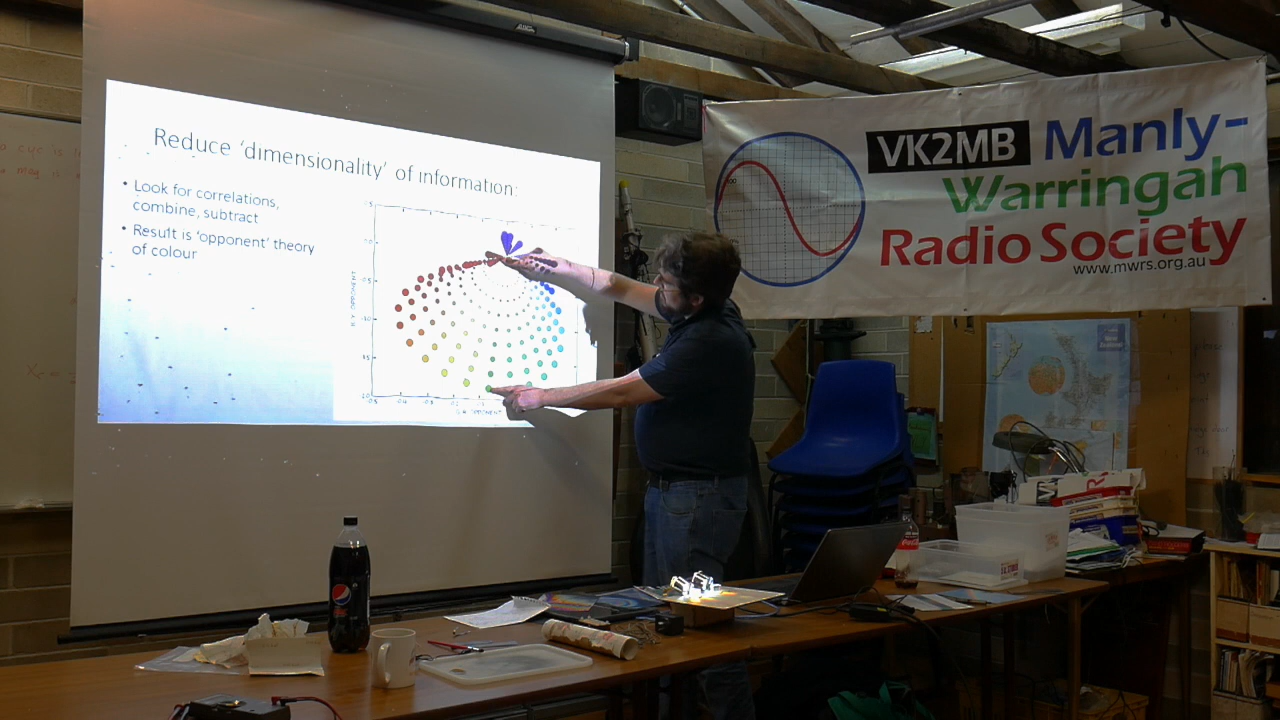 Reduce 'dimensionality' of information:
• Look for correlations,
combine, subtract
• Result is 'opponent' theory
of colour
VK2MB Manly-
Warringah
Radio Society
www.mwrs.org.au
pepsi